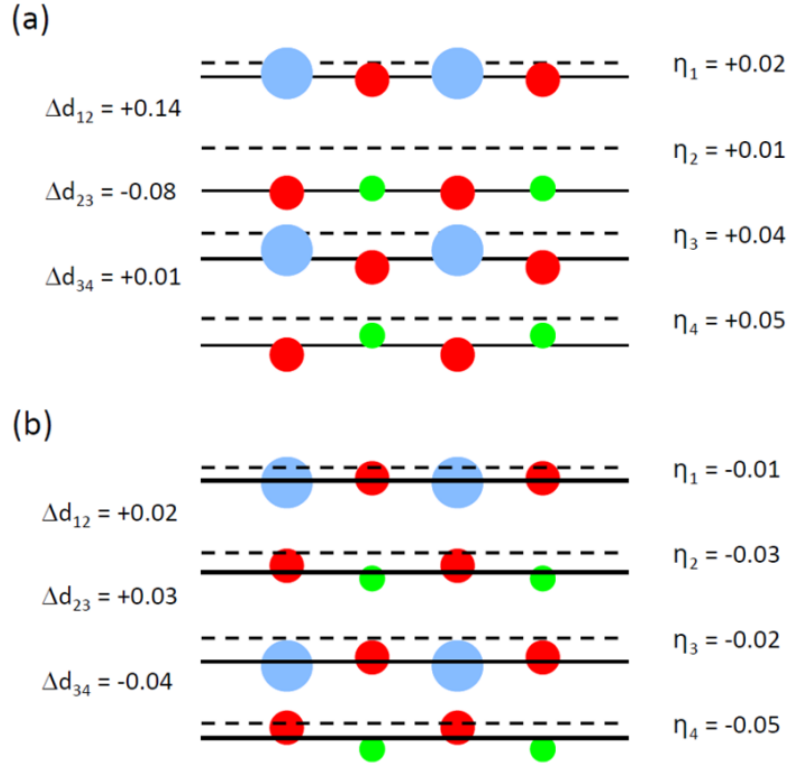 (a)
η₁ = +0.02
Δd₁₂ = +0.14
η₂ = +0.01
Δd₂₃ = -0.08
η₃ = +0.04
Δd₃₄ = +0.01
η₄ = +0.05
(b)
η₁ = -0.01
Δd₁₂ = +0.02
η₂ = -0.03
Δd₂₃ = +0.03
η₃ = -0.02
Δd₃₄ = -0.04
η₄ = -0.05